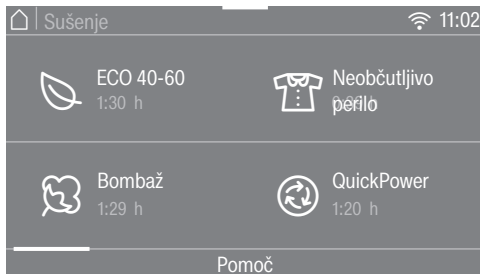 Sušenje 11:02
ECO 40-60
1:30 h
Neobčutljivo
perilo
Bombaž
1:29 h
QuickPower
1:20 h
Pomoč